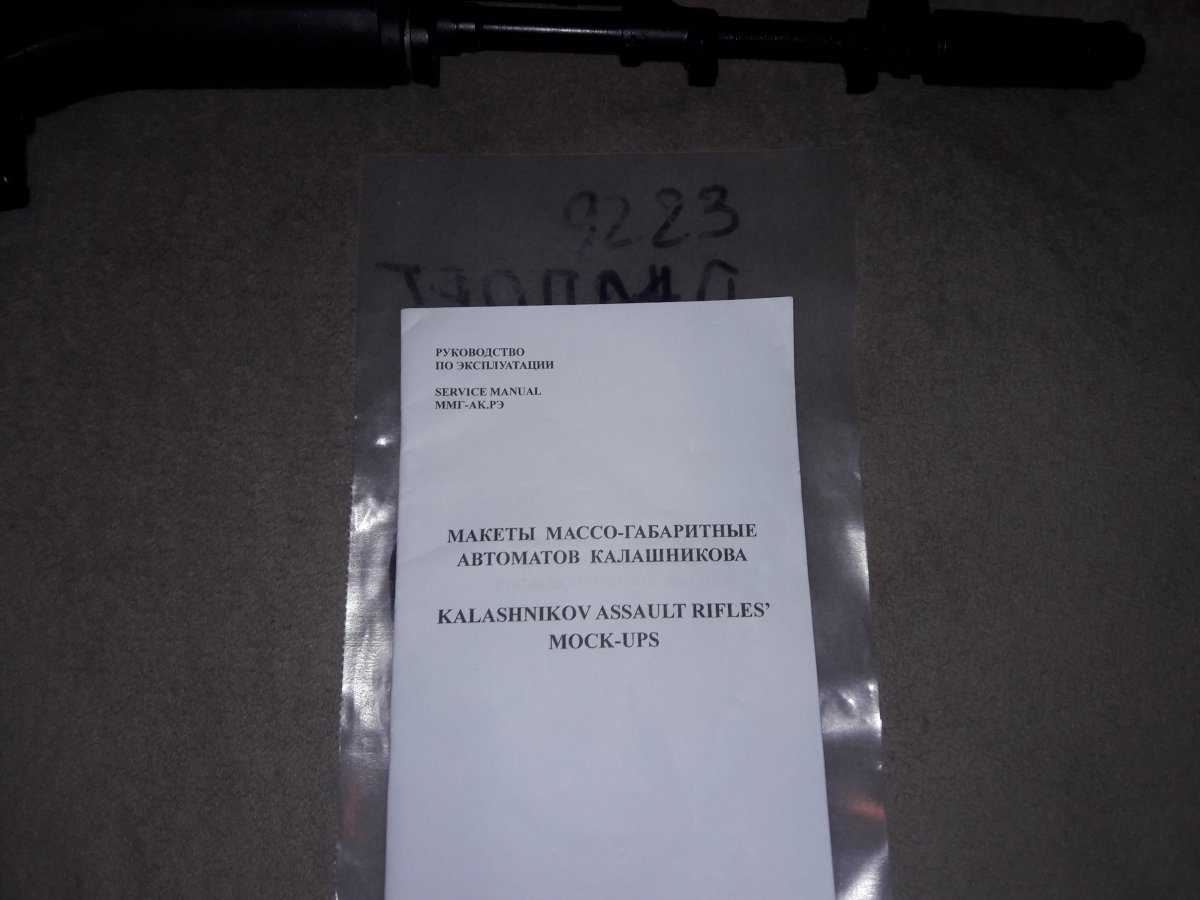 9223
РУКОВОДСТВО
ПО ЭКСПЛУАТАЦИИ
SERVICE MANUAL
ММГ-АК.РЭ
МАКЕТЫ МАССО-ГАБАРИТНЫЕ
АВТОМАТОВ КАЛАШНИКОВА
KALASHNIKOV ASSAULT RIFLES’
MOCK-UPS